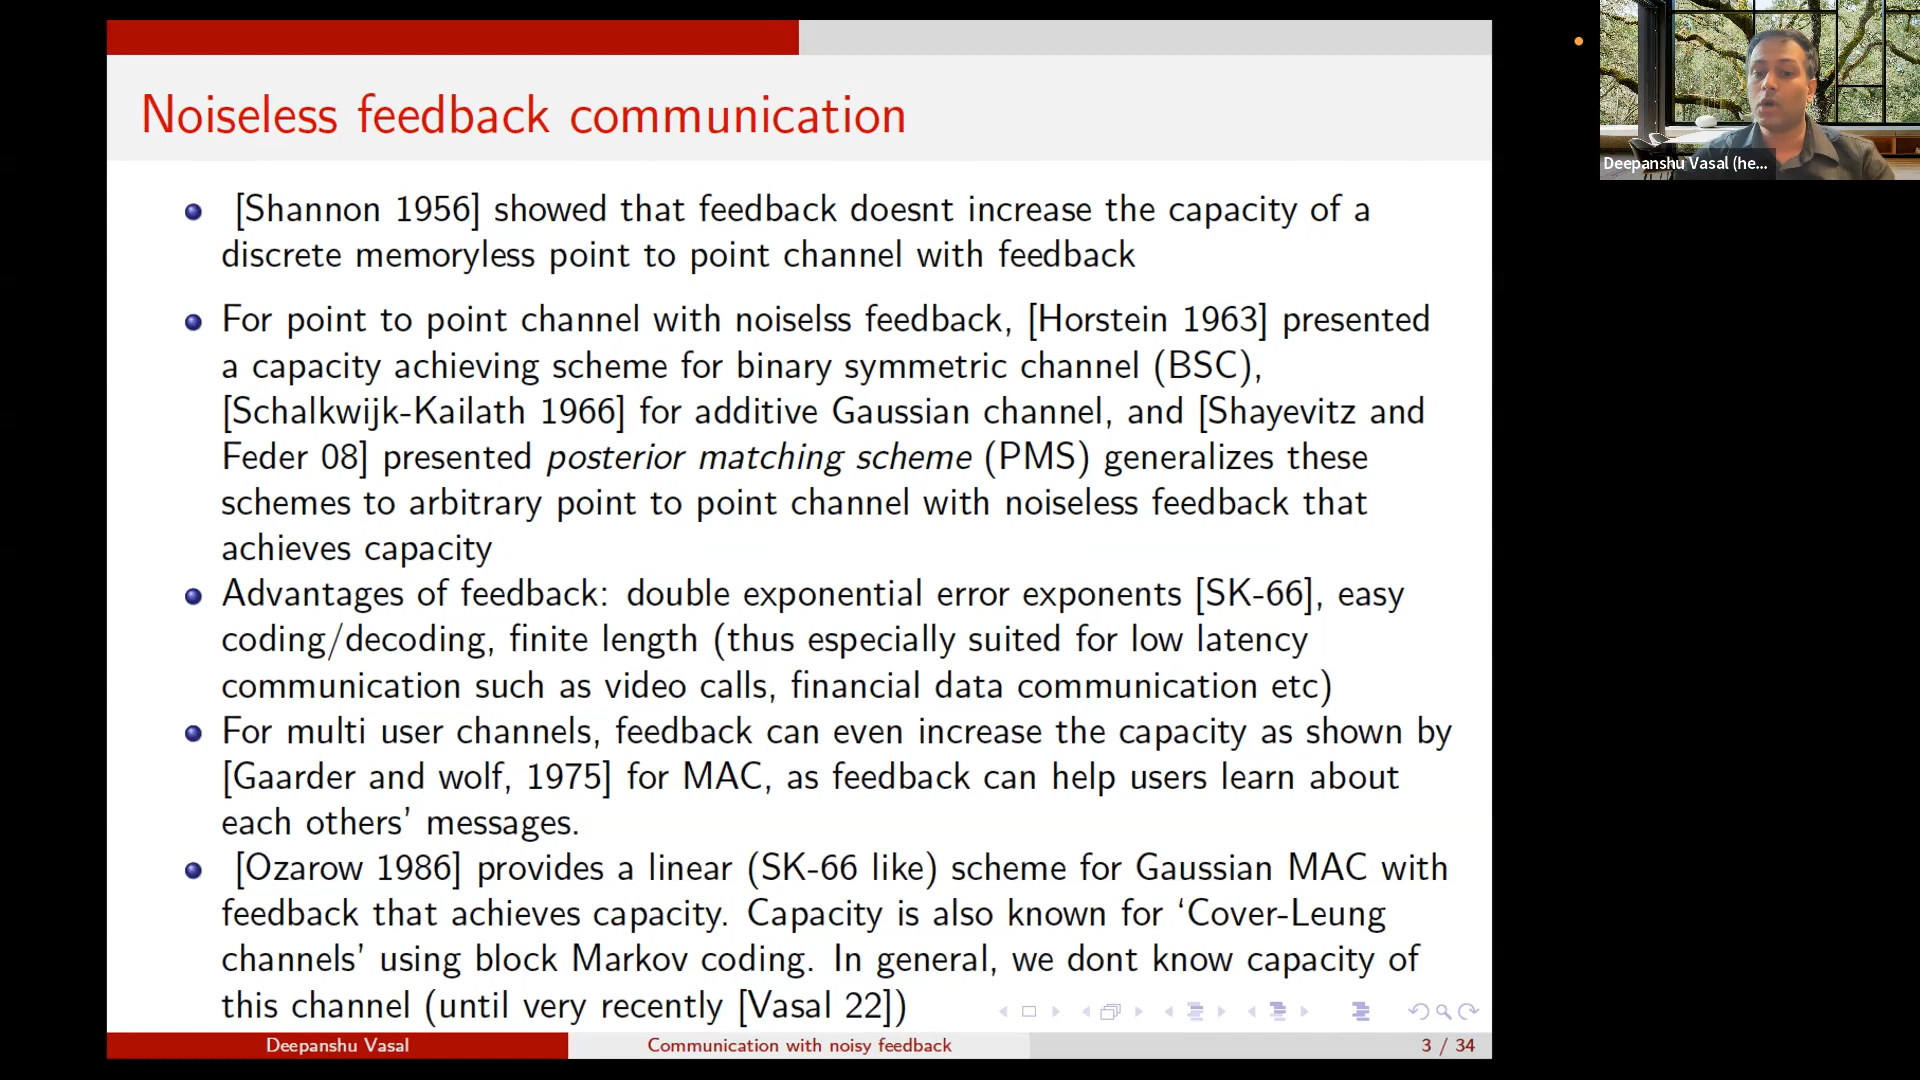 Noiseless feedback communication
[Shannon 1956] showed that feedback doesnt increase the capacity of a
discrete memoryless point to point channel with feedback
For point to point channel with noiselss feedback, [Horstein 1963] presented
a capacity achieving scheme for binary symmetric channel (BSC),
[Schalkwijk-Kailath 1966] for additive Gaussian channel, and [Shayevitz and
Feder 08] presented posterior matching scheme (PMS) generalizes these
schemes to arbitrary point to point channel with noiseless feedback that
achieves capacity
Advantages of feedback: double exponential error exponents [SK-66], easy
coding/decoding, finite length (thus especially suited for low latency
communication such as video calls, financial data communication etc)
For multi user channels, feedback can even increase the capacity as shown by
[Gaarder and wolf, 1975] for MAC, as feedback can help users learn about
each others’ messages.
[Ozarow 1986] provides a linear (SK-66 like) scheme for Gaussian MAC with
feedback that achieves capacity. Capacity is also known for ‘Cover-Leung
channels’ using block Markov coding. In general, we dont know capacity of
this channel (until very recently [Vasal 22])
Deepanshu Vasal
Communication with noisy feedback
3 / 34
Deepanshu Vasal (he...